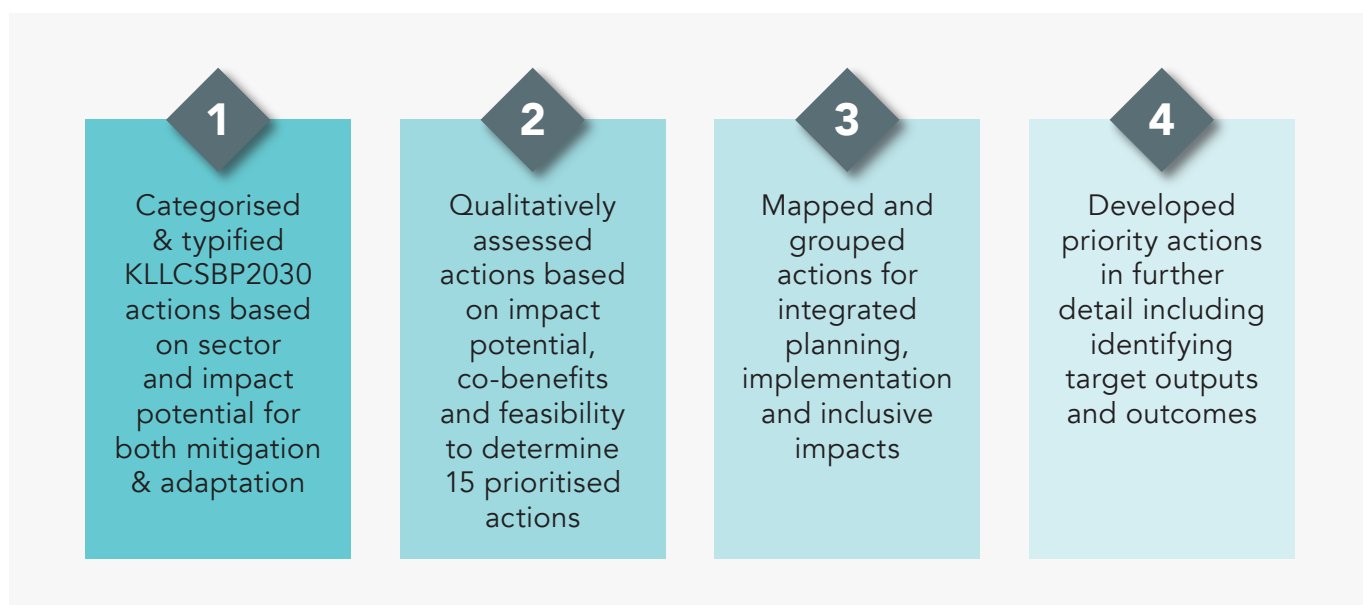 1
Categorised
& typified
KLLCSBP2030
actions based
on sector
and impact
potential for
both mitigation
& adaptation
2
Qualitatively
assessed
actions based
on impact
potential,
co-benefits
and feasibility
to determine
15 prioritised
actions
3
Mapped and
grouped
actions for
integrated
planning,
implementation
and inclusive
impacts
4
Developed
priority actions
in further
detail including
identifying
target outputs
and outcomes